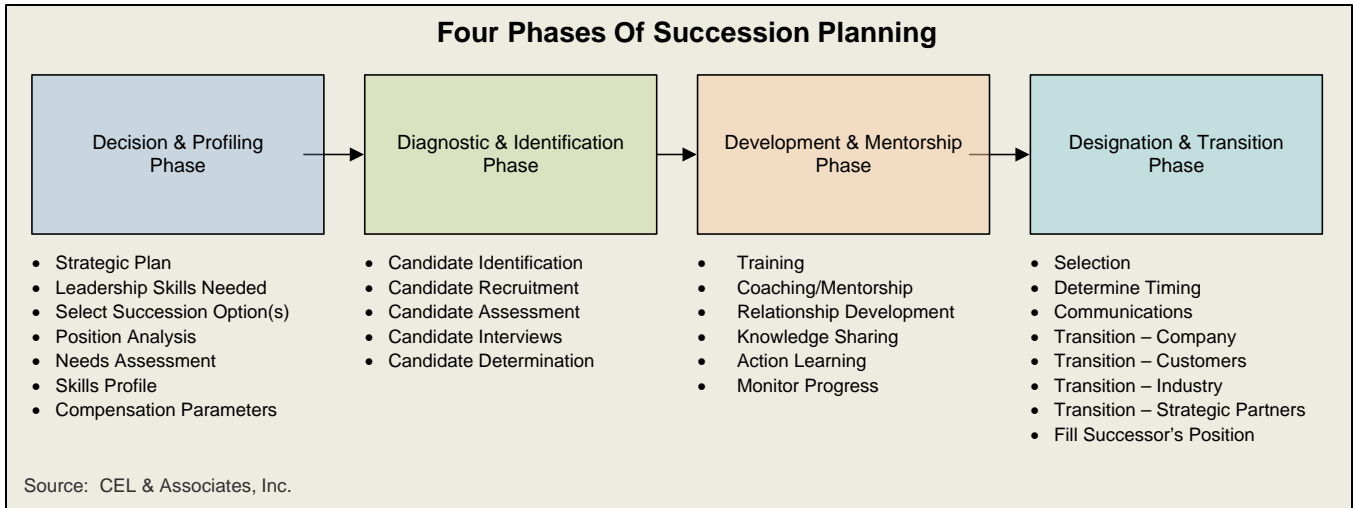 Four Phases Of Succession Planning
Decision & Profiling
Phase
Diagnostic & Identification
Phase
Development & Mentorship
Phase
Designation & Transition
Phase
• Strategic Plan
• Leadership Skills Needed
• Select Succession Option(s)
• Position Analysis
• Needs Assessment
• Skills Profile
• Compensation Parameters
• Candidate Identification
• Candidate Recruitment
• Candidate Assessment
• Candidate Interviews
• Candidate Determination
• Training
• Coaching/Mentorship
• Relationship Development
• Knowledge Sharing
• Action Learning
• Monitor Progress
• Selection
• Determine Timing
• Communications
• Transition – Company
• Transition – Customers
• Transition – Industry
• Transition – Strategic Partners
• Fill Successor's Position
Source: CEL & Associates, Inc.